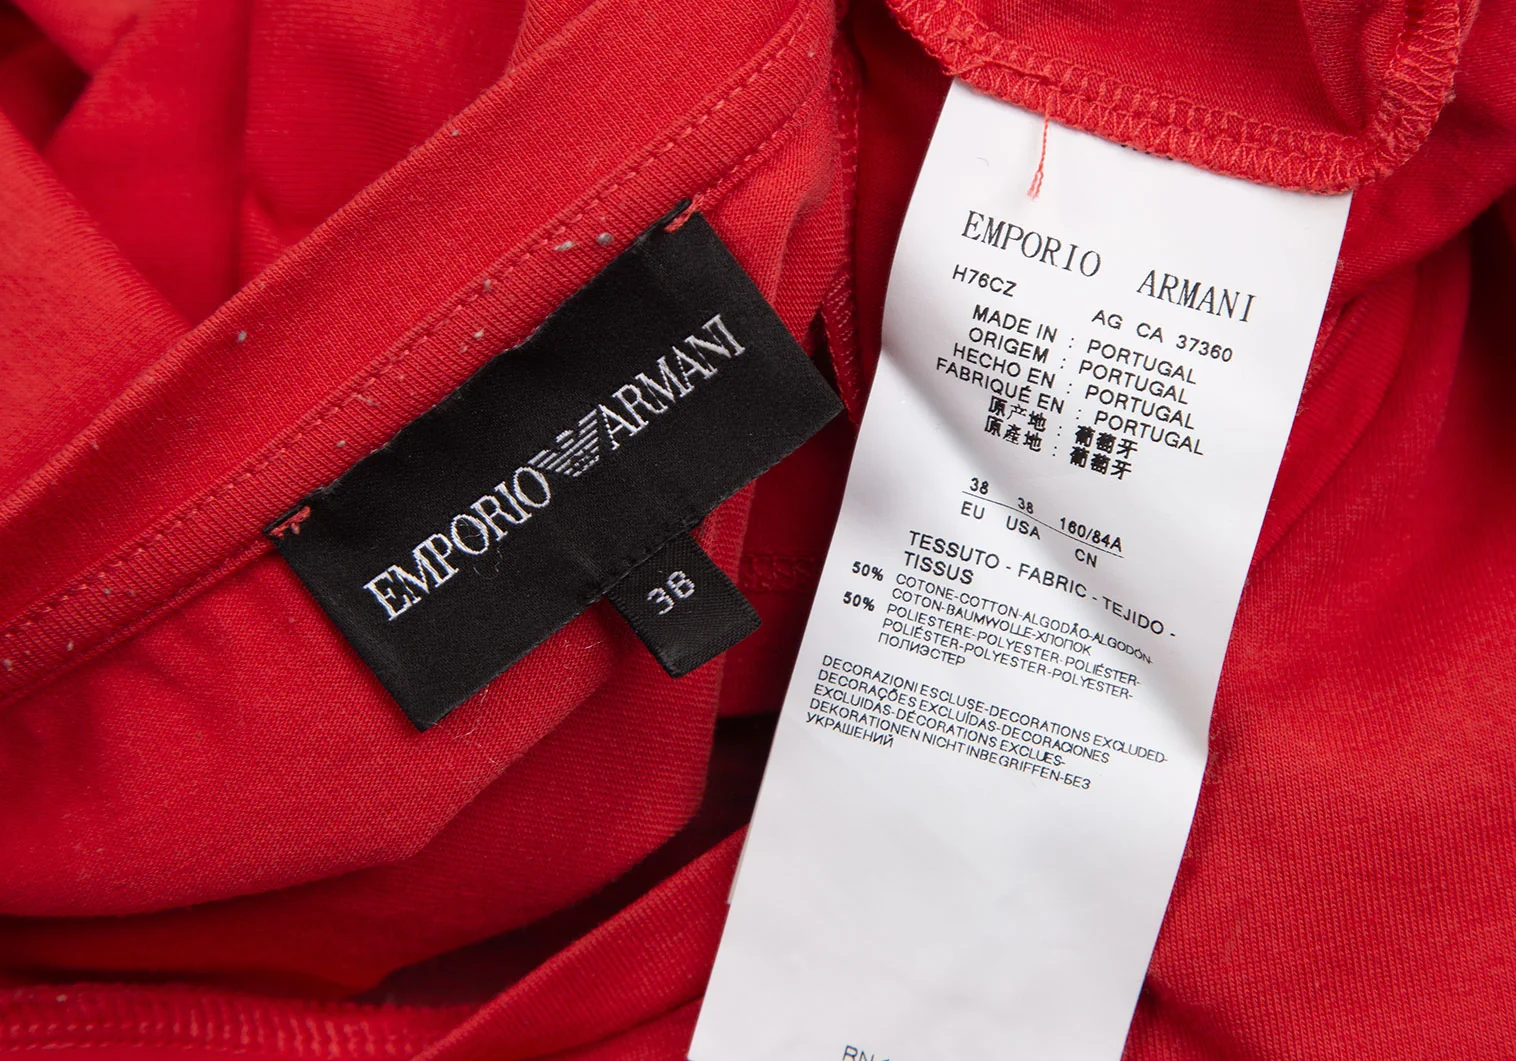 EMPORIO ARMANI
38
EMPORIO ARMANI
H76CZ
AG CA 37360
MADE IN : PORTUGAL
ORIGEM : PORTUGAL
HECHO EN : PORTUGAL
FABRIQUÉ EN : PORTUGAL
原产地 : 葡萄牙
原產地 : 葡萄牙
38 38 160/84A
EU USA CN
TESSUTO - FABRIC - TEJIDO -
TISSUS
50% COTONE-COTTON-ALGODÃO-ALGODÓN-
COTON-BAUMWOLLE-ХЛОПОК
50% POLIESTERE-POLYESTER-POLIÉSTER-
POLIÉSTER-POLYESTER-POLYESTER-
ПОЛИЭСТЕР
DECORAZIONI ESCLUSE-DECORATIONS EXCLUDED-
DECORAÇÕES EXCLUÍDAS-DECORACIONES
EXCLUIDAS-DÉCORATIONS EXCLUES-
DEKORATIONEN NICHT INBEGRIFFEN-БЕЗ
УКРАШЕНИЙ
RN